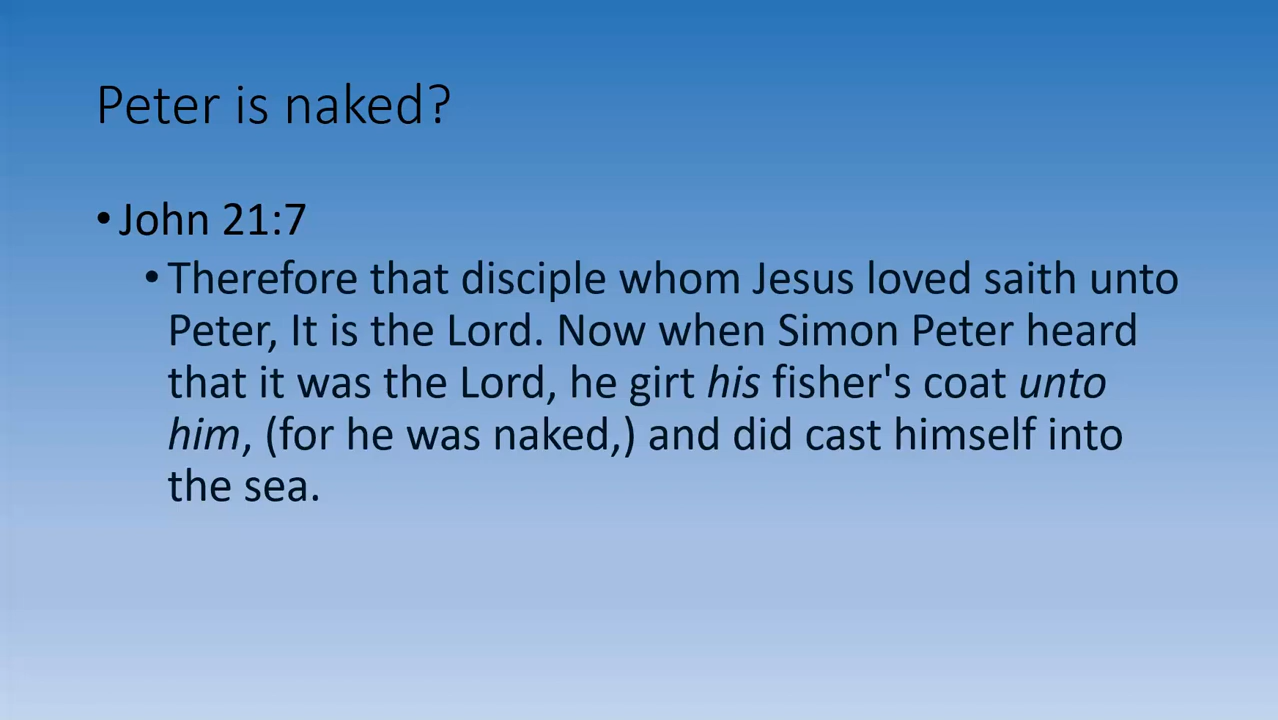 Peter is naked?
• John 21:7
• Therefore that disciple whom Jesus loved saith unto
Peter, It is the Lord. Now when Simon Peter heard
that it was the Lord, he girt his fisher's coat unto
him, (for he was naked,) and did cast himself into
the sea.